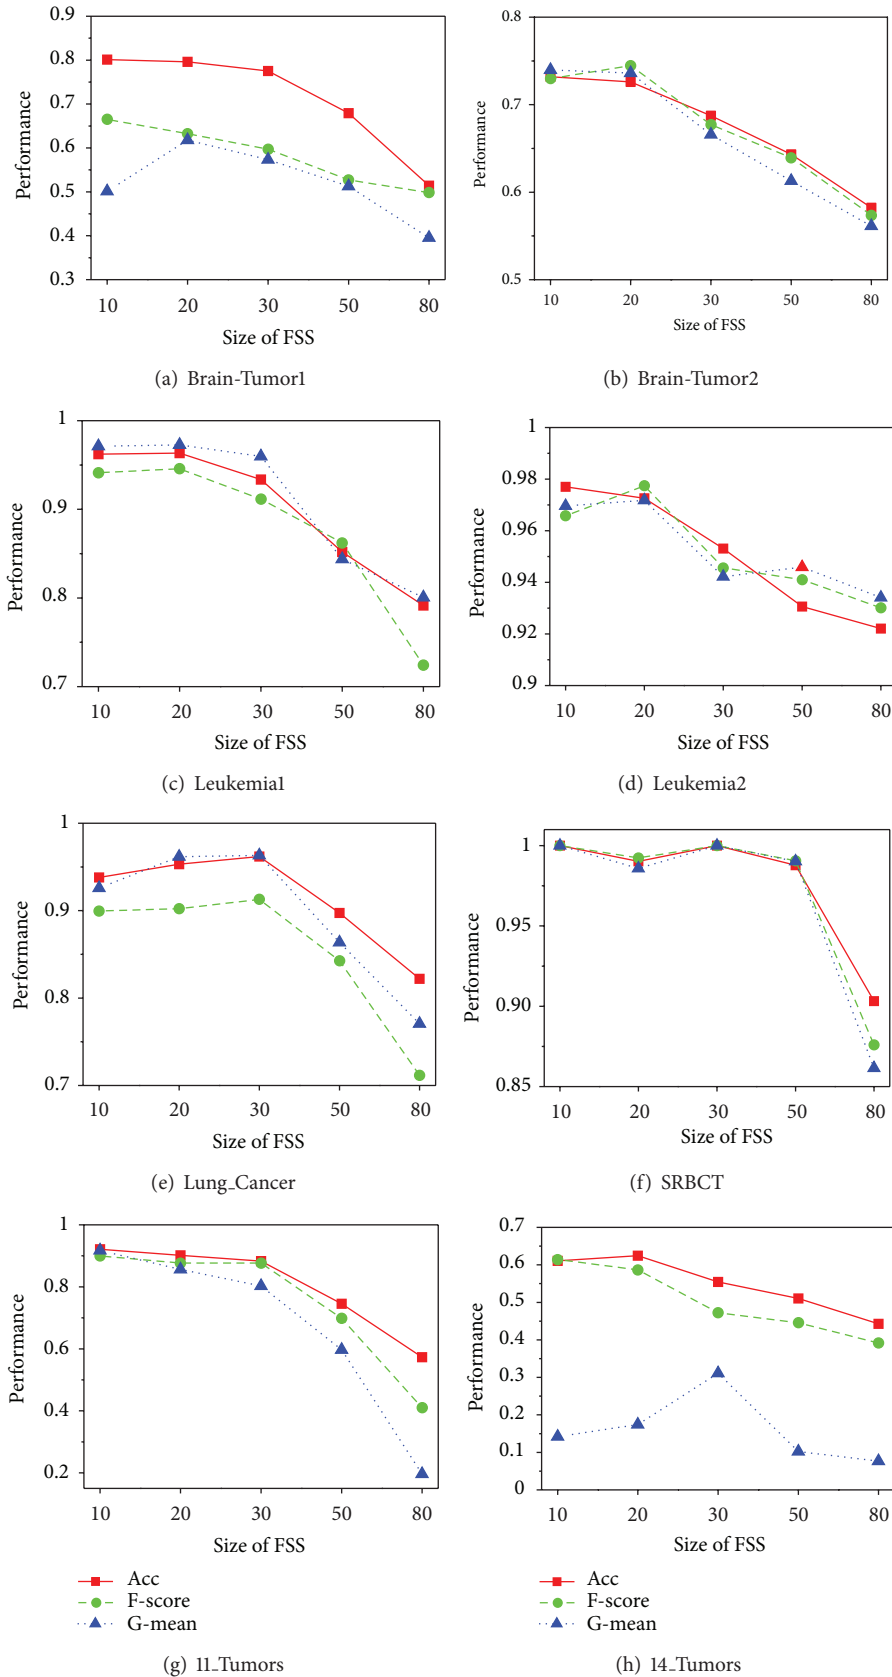 0.9
0.8
0.7
0.6
0.5
0.4
0.3
Performance
10 20 30 50 80
Size of FSS
(a) Brain-Tumor1
0.8
0.7
0.6
0.5
Performance
10 20 30 50 80
Size of FSS
(b) Brain-Tumor2
1
0.9
0.8
0.7
Performance
10 20 30 50 80
Size of FSS
(c) Leukemia1
1
0.98
0.96
0.94
0.92
0.9
Performance
10 20 30 50 80
Size of FSS
(d) Leukemia2
1
0.9
0.8
0.7
Performance
10 20 30 50 80
Size of FSS
(e) Lung_Cancer
1
0.95
0.90
0.85
Performance
10 20 30 50 80
Size of FSS
(f) SRBCT
1
0.8
0.6
0.4
0.2
Performance
10 20 30 50 80
Size of FSS
Acc
F-score
G-mean
(g) 11_Tumors
0.7
0.6
0.5
0.4
0.3
0.2
0.1
0
Performance
10 20 30 50 80
Size of FSS
Acc
F-score
G-mean
(h) 14_Tumors